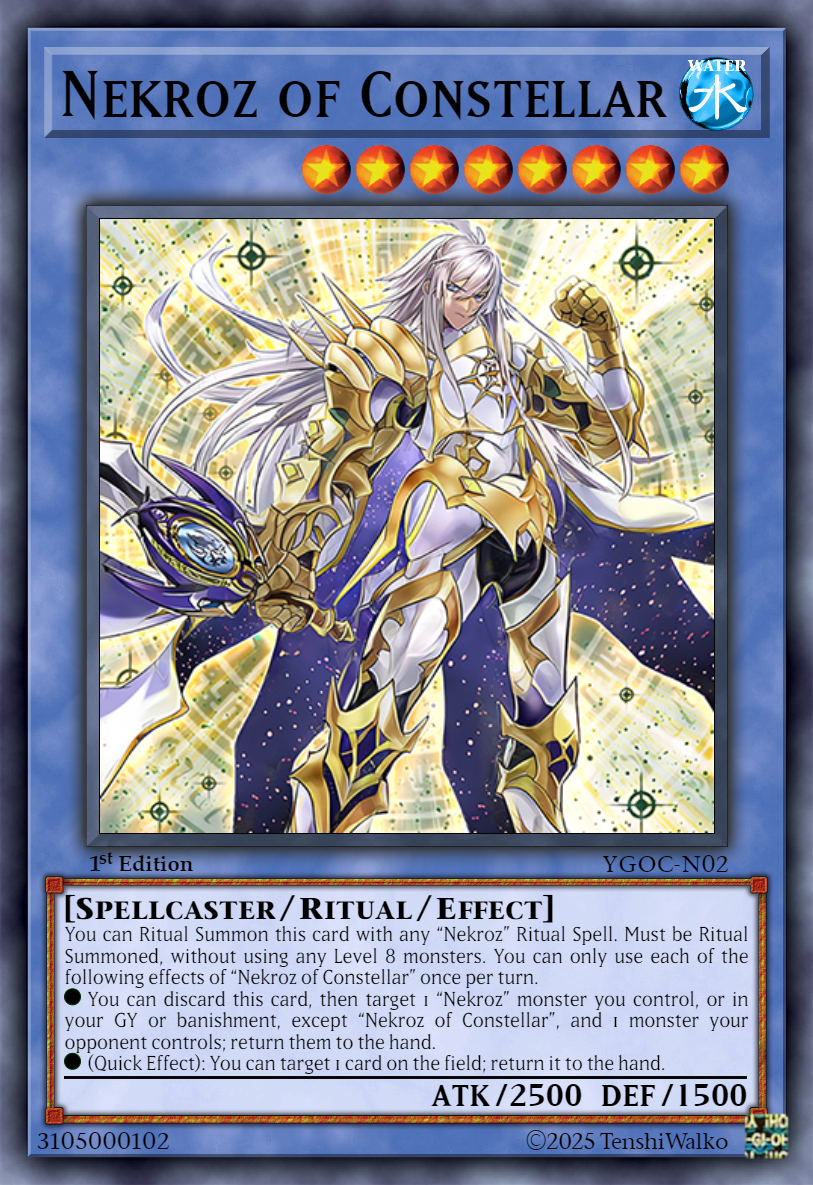 Nekroz of Constellar
WATER
水
1st Edition
YGOC-N02
[Spellcaster/Ritual/Effect]
You can Ritual Summon this card with any “Nekroz” Ritual Spell. Must be Ritual
Summoned, without using any Level 8 monsters. You can only use each of the
following effects of “Nekroz of Constellar” once per turn.
● You can discard this card, then target 1 “Nekroz” monster you control, or in
your GY or banishment, except “Nekroz of Constellar”, and 1 monster your
opponent controls; return them to the hand.
● (Quick Effect): You can target 1 card on the field; return it to the hand.
ATK/2500 DEF/1500
3105000102
©2025 TenshiWalko